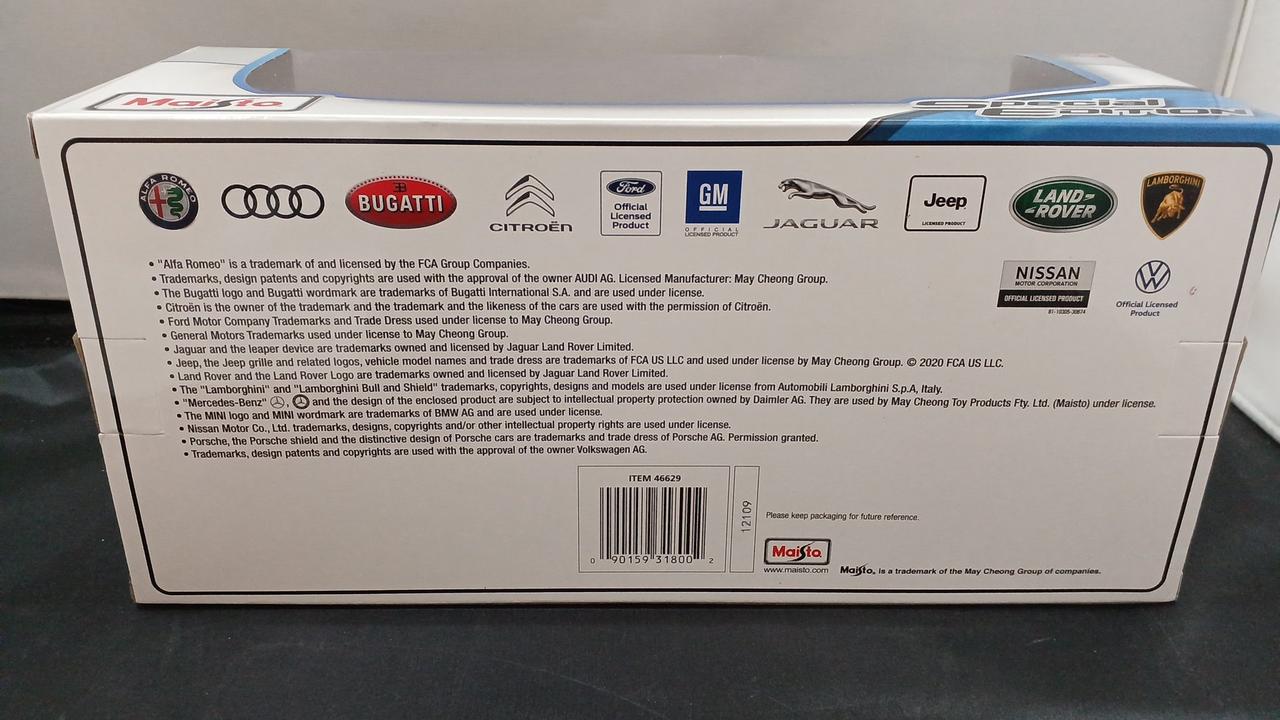 Maisto
Special
Edition
ALFA ROMEO
BUGATTI
CITROËN
Ford
Official
Licensed
Product
GM
OFFICIAL
LICENSED PRODUCT
JAGUAR
Jeep
LICENSED PRODUCT
LAND-
-ROVER
LAMBORGHINI
NISSAN
MOTOR CORPORATION
OFFICIAL LICENSED PRODUCT
Official Licensed
Product
• "Alfa Romeo" is a trademark of and licensed by the FCA Group Companies.
• Trademarks, design patents and copyrights are used with the approval of the owner AUDI AG. Licensed Manufacturer: May Cheong Group.
• The Bugatti logo and Bugatti wordmark are trademarks of Bugatti International S.A. and are used under license.
• Citroën is the owner of the trademark and the trademark and the likeness of the cars are used with the permission of Citroën.
• Ford Motor Company Trademarks and Trade Dress used under license to May Cheong Group.
• General Motors Trademarks used under license to May Cheong Group.
• Jaguar and the leaper device are trademarks owned and licensed by Jaguar Land Rover Limited.
• Jeep, the Jeep grille and related logos, vehicle model names and trade dress are trademarks of FCA US LLC and used under license by May Cheong Group. © 2020 FCA US LLC.
• Land Rover and the Land Rover Logo are trademarks owned and licensed by Jaguar Land Rover Limited.
• The "Lamborghini" and "Lamborghini Bull and Shield" trademarks, copyrights, designs and models are used under license from Automobili Lamborghini S.p.A, Italy.
• "Mercedes-Benz" , and the design of the enclosed product are subject to intellectual property protection owned by Daimler AG. They are used by May Cheong Toy Products Fty. Ltd. (Maisto) under license.
• The MINI logo and MINI wordmark are trademarks of BMW AG and are used under license.
• Nissan Motor Co., Ltd. trademarks, designs, copyrights and/or other intellectual property rights are used under license.
• Porsche, the Porsche shield and the distinctive design of Porsche cars are trademarks and trade dress of Porsche AG. Permission granted.
• Trademarks, design patents and copyrights are used with the approval of the owner Volkswagen AG.
ITEM 46629
0 90159 31800 2
12109
Please keep packaging for future reference.
Maisto
www.maisto.com
Maisto, is a trademark of the May Cheong Group of companies.